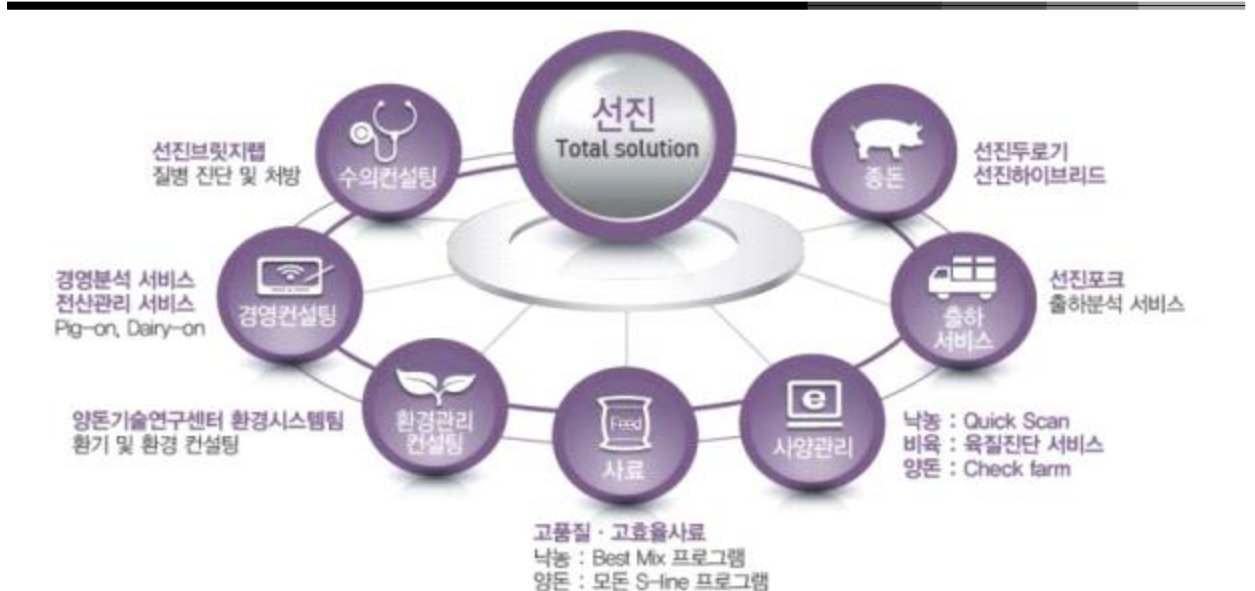 선진
Total solution
선진브릿지랩
질병 진단 및 처방
수의컨설팅
종돈
선진두로기
선진하이브리드
경영분석 서비스
전산관리 서비스
Pig-on, Dairy-on
경영컨설팅
출하
서비스
선진포크
출하분석 서비스
양돈기술연구센터 환경시스템팀
환기 및 환경 컨설팅
환경관리
컨설팅
Feed
사료
e
사양관리
낙농 : Quick Scan
비육 : 육질진단 서비스
양돈 : Check farm
고품질 · 고효율사료
낙농 : Best Mix 프로그램
양돈 : 모돈 S-line 프로그램